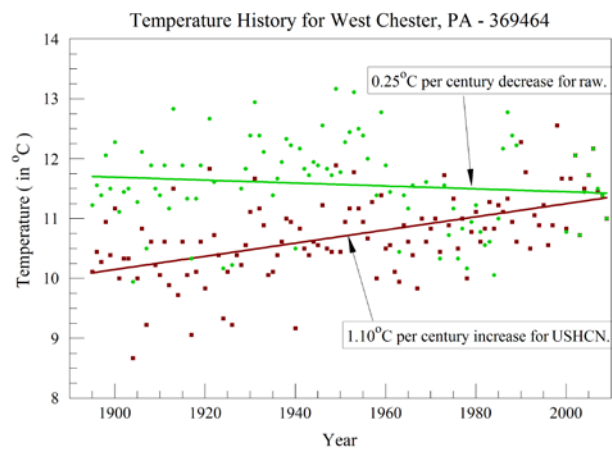 Temperature History for West Chester, PA - 369464
14
13
12
11
10
9
8
Temperature ( in °C )
0.25°C per century decrease for raw.
1.10°C per century increase for USHCN.
1900 1920 1940 1960 1980 2000
Year